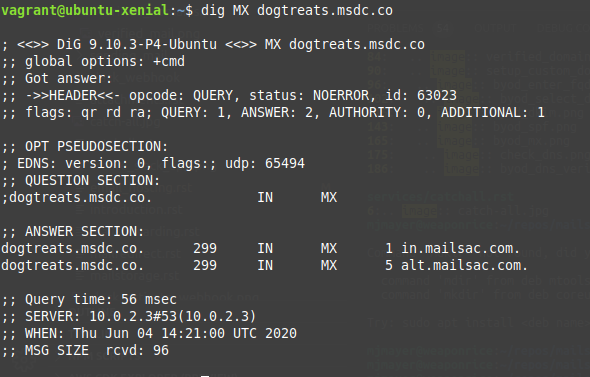 vagrant@ubuntu-xenial:~$ dig MX dogtreats.msdc.co
; <<>> DiG 9.10.3-P4-Ubuntu <<>> MX dogtreats.msdc.co
;; global options: +cmd
;; Got answer:
;; ->>HEADER<<- opcode: QUERY, status: NOERROR, id: 63023
;; flags: qr rd ra; QUERY: 1, ANSWER: 2, AUTHORITY: 0, ADDITIONAL: 1
;; OPT PSEUDOSECTION:
; EDNS: version: 0, flags:; udp: 65494
;; QUESTION SECTION:
;dogtreats.msdc.co. IN MX
;; ANSWER SECTION:
dogtreats.msdc.co. 299 IN MX 1 in.mailsac.com.
dogtreats.msdc.co. 299 IN MX 5 alt.mailsac.com.
;; Query time: 56 msec
;; SERVER: 10.0.2.3#53(10.0.2.3)
;; WHEN: Thu Jun 04 14:21:00 UTC 2020
;; MSG SIZE rcvd: 96